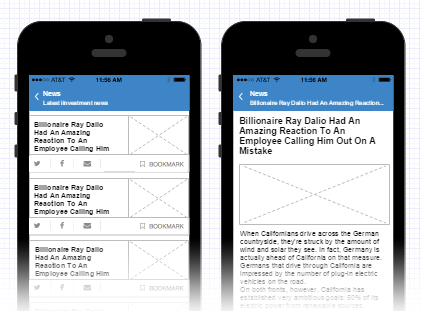 AT&T 11:56 AM
News
Latest iinvestment news
Billionaire Ray Dalio
Had An Amazing
Reaction To An
Employee Calling Him
BOOKMARK
Billionaire Ray Dalio
Had An Amazing
Reaction To An
Employee Calling Him
BOOKMARK
Billionaire Ray Dalio
Had An Amazing
Reaction To An
Employee Calling Him
BOOKMARK
AT&T 11:56 AM
News
Billionaire Ray Dalio Had An Amazing Reaction...
Billionaire Ray Dalio Had An
Amazing Reaction To An
Employee Calling Him Out On A
Mistake
When Californians drive across the German
countryside, they're struck by the amount of
wind and solar they see. In fact, Germany is
actually ahead of California on that measure.
Germans that drive through California are
impressed by the number of plug-in electric
vehicles on the road.
On both fronts, however, California has
established very ambitious goals: 50% of its
electric power from renewable sources,